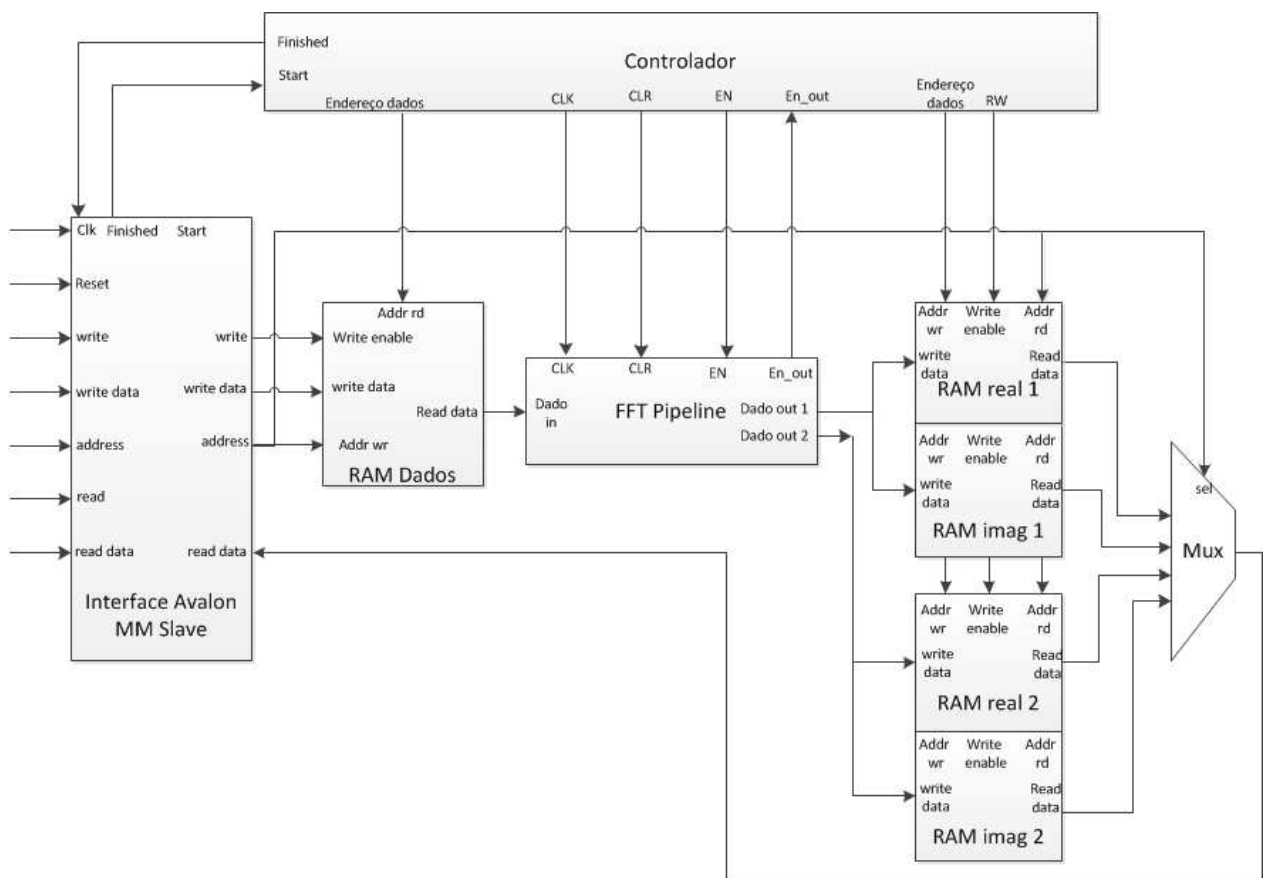 Finished
Controlador
Start
Endereço dados
CLK
CLR
EN
En_out
Endereço
dados
RW
Clk
Finished
Start
Reset
write
write data
address
read
read data
write
write data
address
read data
Interface Avalon
MM Slave
Addr rd
Write enable
write data
Read data
Addr wr
RAM Dados
CLK
CLR
EN
En_out
Dado
in
FFT Pipeline
Dado out 1
Dado out 2
Addr
wr
Write
enable
Addr
rd
write
data
Read
data
RAM real 1
Addr
wr
Write
enable
Addr
rd
write
data
Read
data
RAM imag 1
Addr
wr
Write
enable
Addr
rd
write
data
Read
data
RAM real 2
Addr
wr
Write
enable
Addr
rd
write
data
Read
data
RAM imag 2
sel
Mux